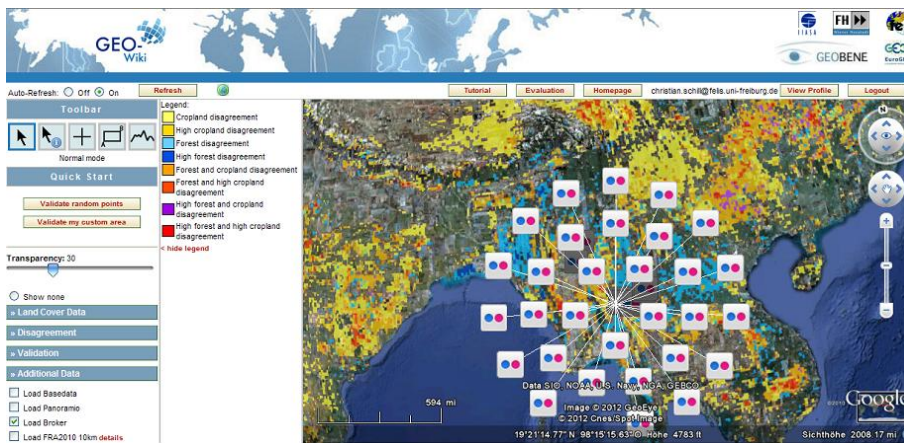 GEO-
Wiki
IIASA
FH
GEOBENE
Auto-Refresh: Off On
Refresh
Tutorial
Evaluation
Homepage
christian.schill@felis.uni-freiburg.de
View Profile
Logout
Toolbar
Normal mode
Quick Start
Validate random points
Validate my custom area
Transparency: 30
Show none
» Land Cover Data
» Disagreement
» Validation
» Additional Data
Load Basedata
Load Panoramio
Load Broker
Load FRA2010 10km details
Legend:
Cropland disagreement
High cropland disagreement
Forest disagreement
High forest disagreement
Forest and cropland disagreement
Forest and high cropland
disagreement
High forest and cropland
disagreement
High forest and high cropland
disagreement
< hide legend
N
594 mi
Data SIO, NOAA, U.S. Navy, NGA, GEBCO
Image © 2012 GeoEye
© 2012 Cnes/Spot Image
©2010 Google
19°21'14.77" N 98°15'15.63" O Höhe 4783 ft
Sichthöhe 2008.17 mi